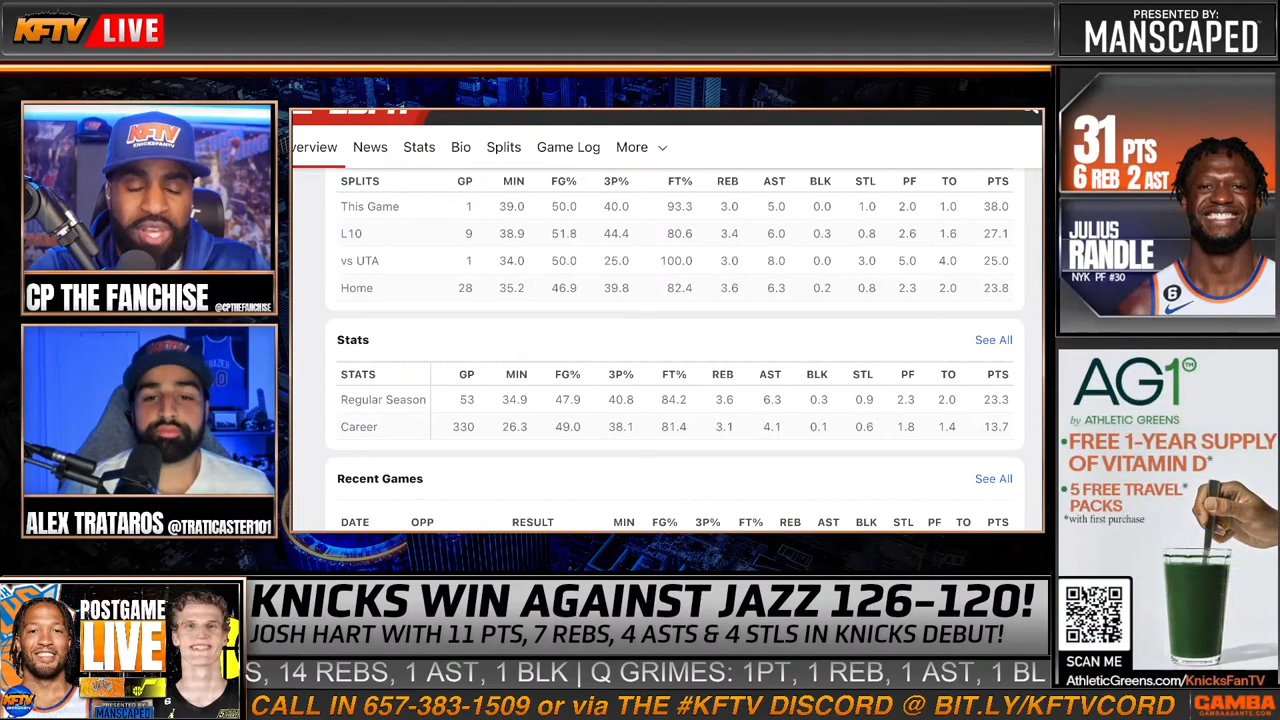 KFTV LIVE
PRESENTED BY:
MANSCAPED
KFTV
KNICKSFANTV
CP THE FANCHISE @CPTHEFANCHISE
ALEX TRATAROS @TRATICASTER101
verview News Stats Bio Splits Game Log More
SPLITS GP MIN FG% 3P% FT% REB AST BLK STL PF TO PTS
This Game 1 39.0 50.0 40.0 93.3 3.0 5.0 0.0 1.0 2.0 1.0 38.0
L10 9 35.9 51.8 44.4 80.6 3.4 6.0 0.3 0.8 2.6 1.6 27.1
vs UTA 1 34.0 50.0 25.0 100.0 3.0 8.0 0.0 3.0 5.0 4.0 25.0
Home 28 35.2 46.9 39.8 82.4 3.6 6.3 0.2 0.8 2.3 2.0 23.8
Stats See All
STATS GP MIN FG% 3P% FT% REB AST BLK STL PF TO PTS
Regular Season 53 34.9 47.9 40.8 84.2 3.6 6.3 0.3 0.9 2.3 2.0 23.3
Career 330 26.3 49.0 38.1 81.4 3.1 4.1 0.1 0.6 1.8 1.4 13.7
Recent Games See All
DATE OPP RESULT MIN FG% 3P% FT% REB AST BLK STL PF TO PTS
31 PTS
6 REB 2 AST
JULIUS
RANDLE
NYK PF #30
6
AG1™
by ATHLETIC GREENS
•FREE 1-YEAR SUPPLY
OF VITAMIN D*
•5 FREE TRAVEL*
PACKS
*with first purchase
SCAN ME
AthleticGreens.com/KnicksFanTV
POSTGAME
LIVE
PRESENTED BY:
MANSCAPED
KFTV
KNICKS WIN AGAINST JAZZ 126-120!
JOSH HART WITH 11 PTS, 7 REBS, 4 ASTS & 4 STLS IN KNICKS DEBUT!
S, 14 REBS, 1 AST, 1 BLK | Q GRIMES: 1PT, 1 REB, 1 AST, 1 BL
CALL IN 657-383-1509 or via THE #KFTV DISCORD @ BIT.LY/KFTVCORD
GAMBA
GAMBAASANTE.COM